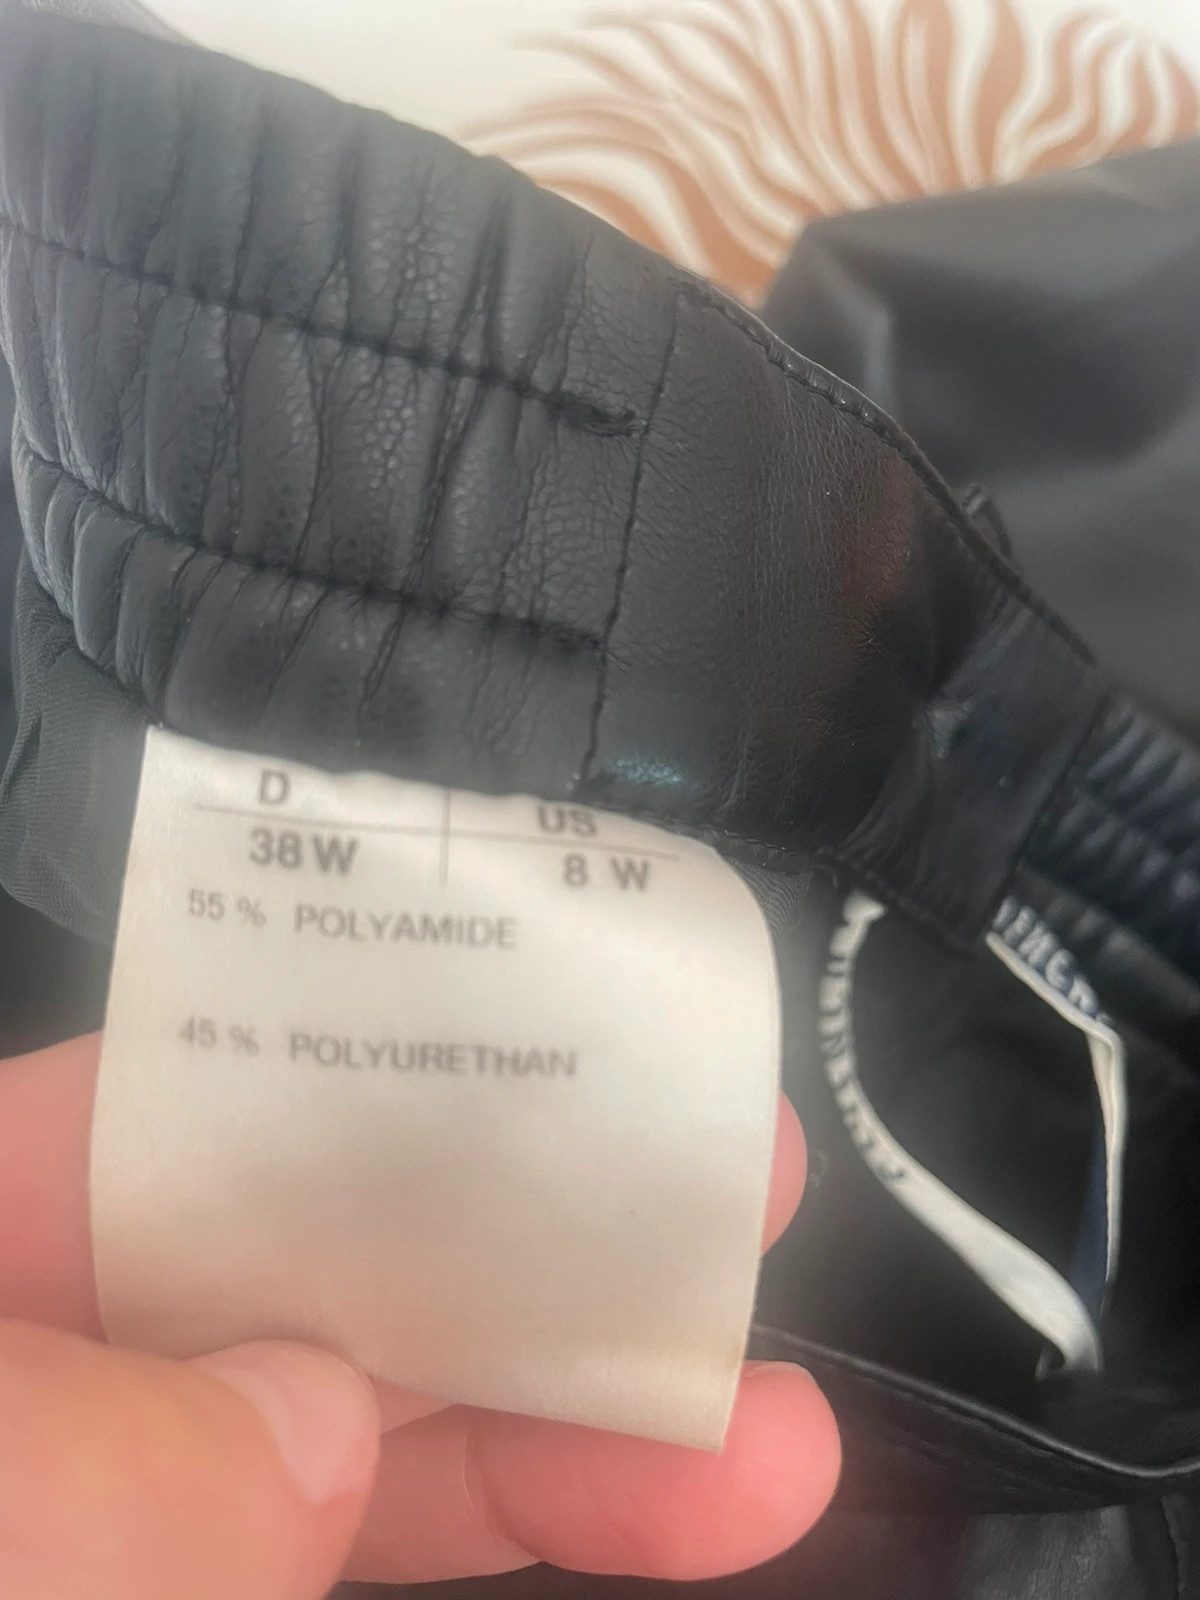 D US
38 W 8 W
55 % POLYAMIDE
45 % POLYURETHAN